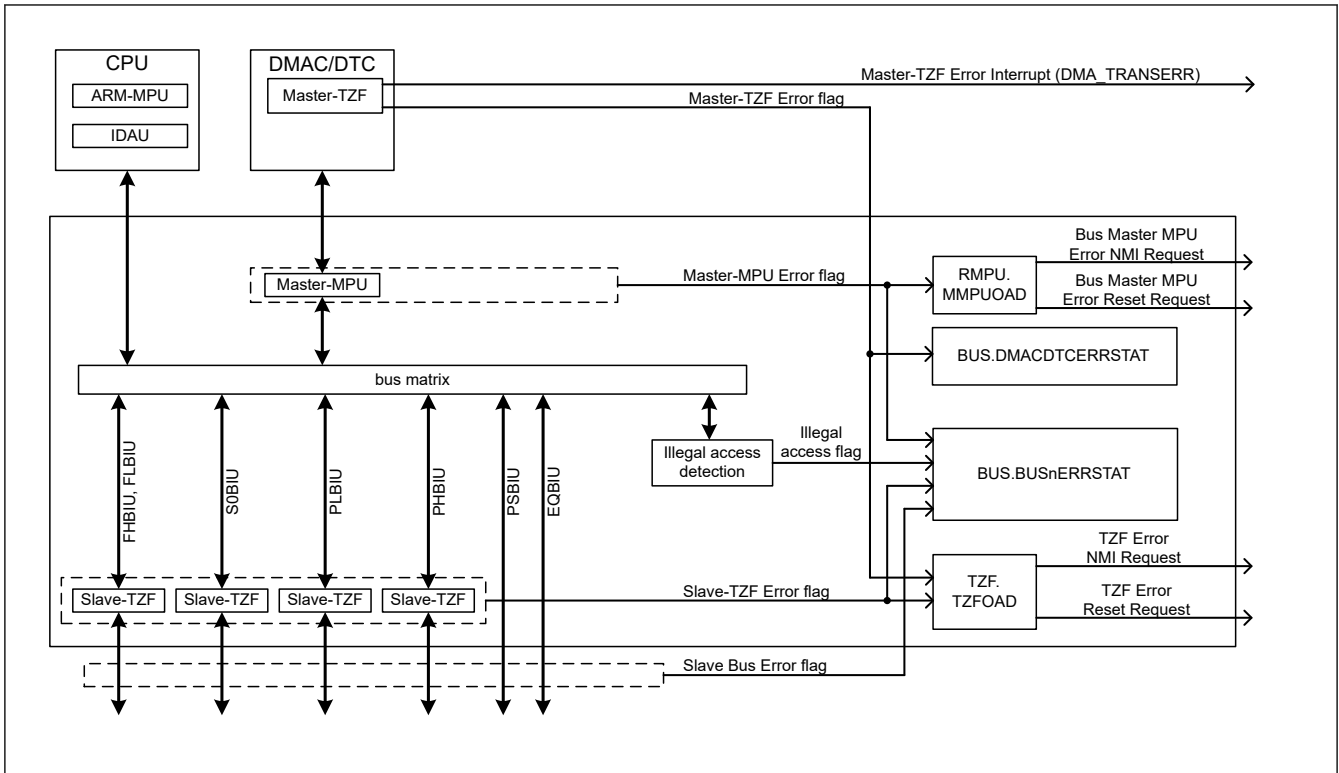 CPU
ARM-MPU
IDAU
DMAC/DTC
Master-TZF
Master-TZF Error Interrupt (DMA_TRANSERR)
Master-TZF Error flag
Master-MPU
Master-MPU Error flag
RMPU.
MMPUOAD
Bus Master MPU
Error NMI Request
Bus Master MPU
Error Reset Request
BUS.DMACDTCERRSTAT
bus matrix
FHBIU, FLBIU
S0BIU
PLBIU
PHBIU
PSBIU
EQBIU
Illegal access
detection
Illegal
access flag
BUS.BUSnERRSTAT
Slave-TZF
Slave-TZF
Slave-TZF
Slave-TZF
Slave-TZF Error flag
TZF.
TZFOAD
TZF Error
NMI Request
TZF Error
Reset Request
Slave Bus Error flag